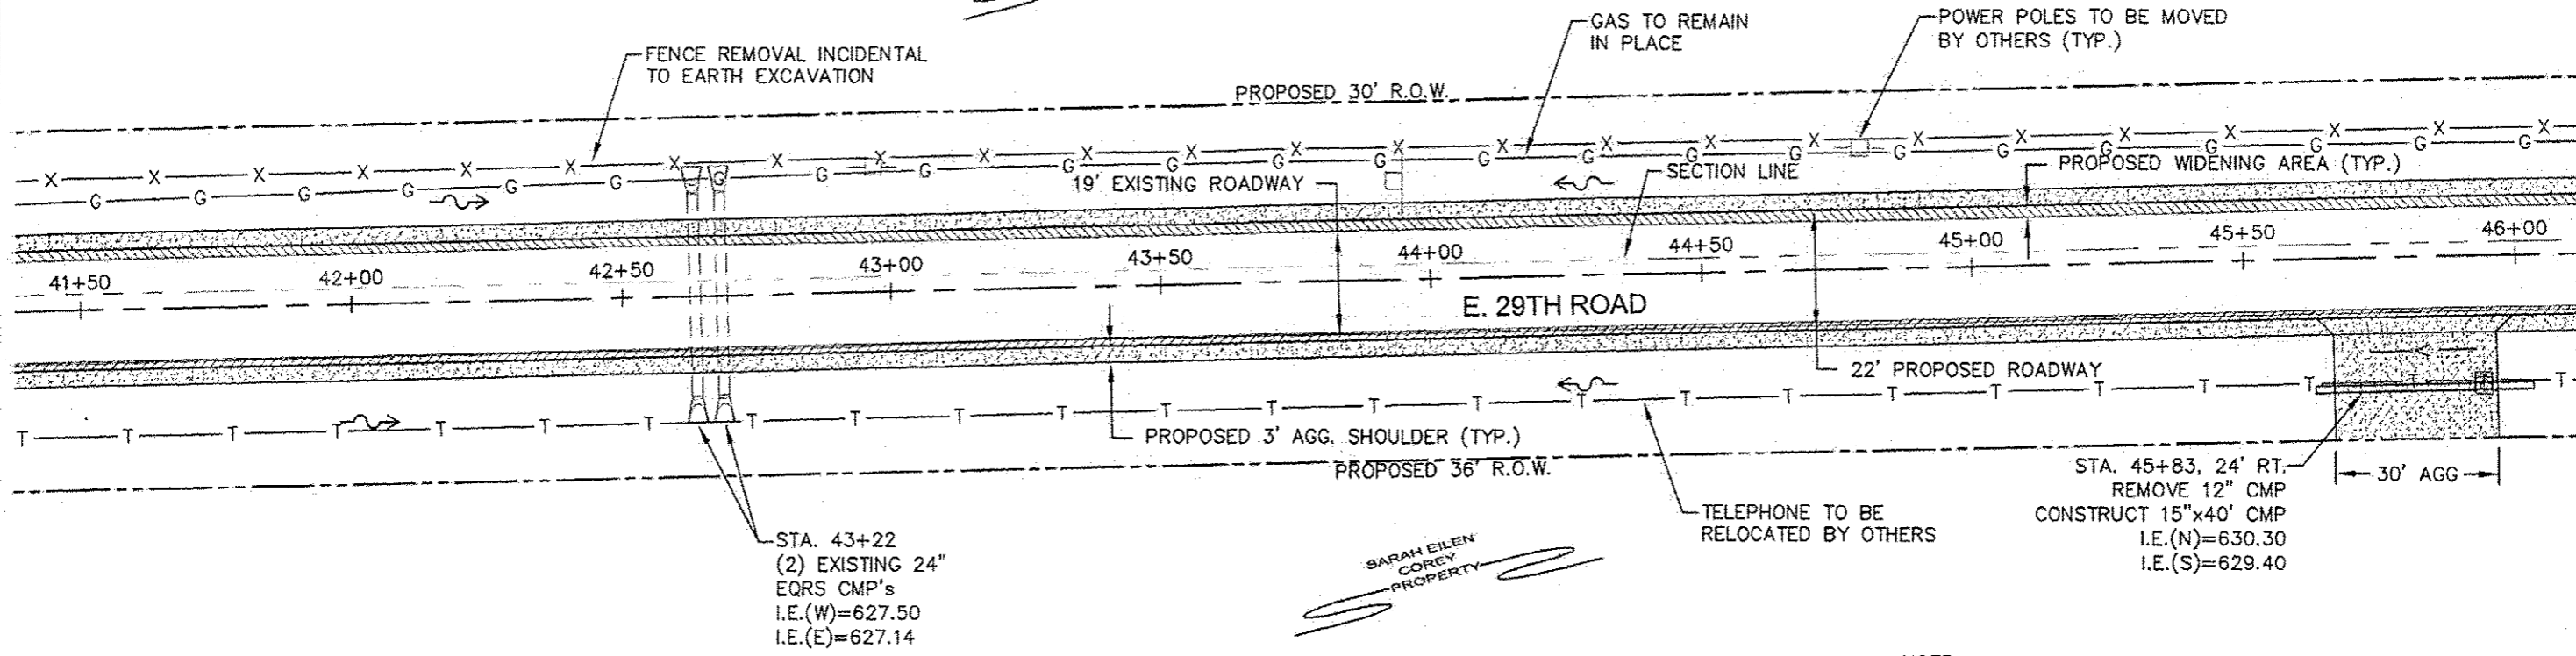 FENCE REMOVAL INCIDENTAL
TO EARTH EXCAVATION
GAS TO REMAIN
IN PLACE
POWER POLES TO BE MOVED
BY OTHERS (TYP.)
PROPOSED 30' R.O.W.
X X X X X X X X X X X X X X X
G G G G G G G G G G G G G G G
19' EXISTING ROADWAY
SECTION LINE
PROPOSED WIDENING AREA (TYP.)
41+50
42+00
42+50
43+00
43+50
44+00
44+50
45+00
45+50
46+00
E. 29TH ROAD
22' PROPOSED ROADWAY
T T T T T T T T T T T T T T T T
PROPOSED 3' AGG. SHOULDER (TYP.)
PROPOSED 36' R.O.W.
STA. 43+22
(2) EXISTING 24"
EQRS CMP's
I.E.(W)=627.50
I.E.(E)=627.14
SARAH EILEN
COREY
PROPERTY
TELEPHONE TO BE
RELOCATED BY OTHERS
STA. 45+83, 24' RT.
REMOVE 12" CMP
CONSTRUCT 15"x40' CMP
I.E.(N)=630.30
I.E.(S)=629.40
30' AGG